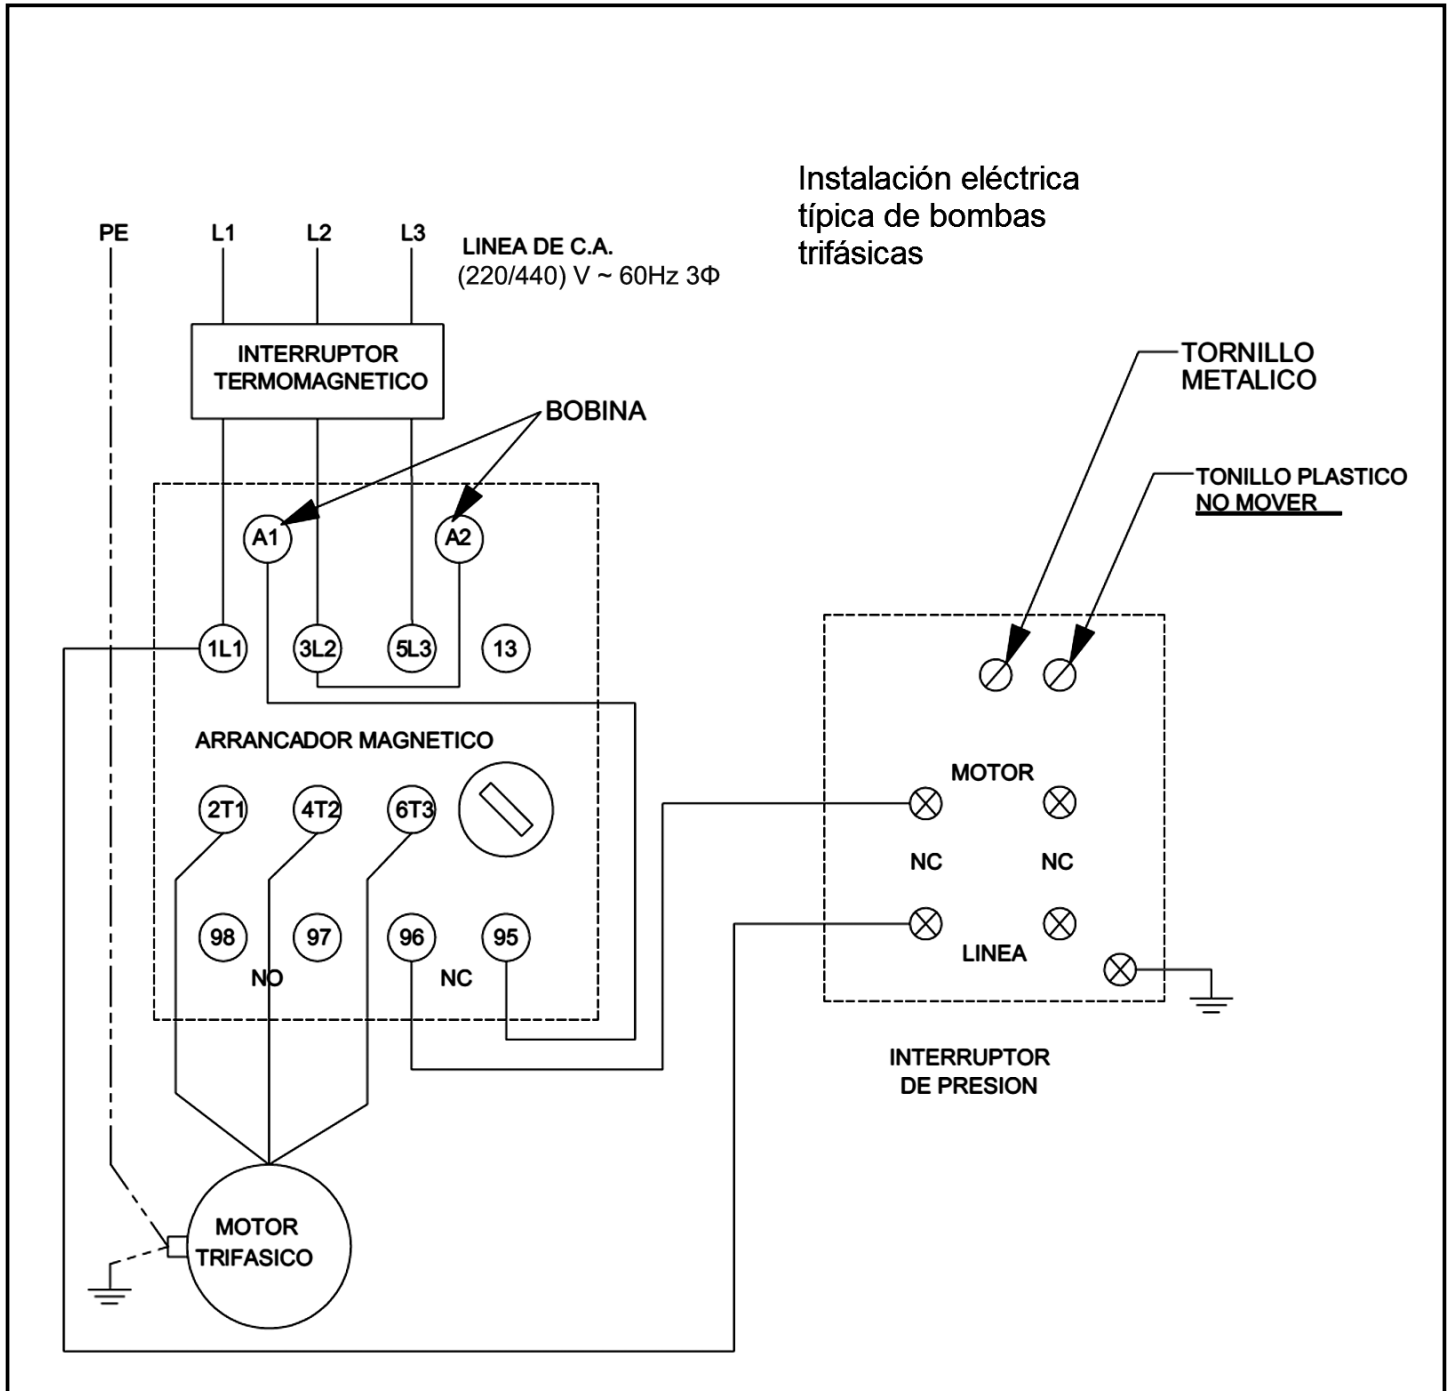 Instalación eléctrica
típica de bombas
trifásicas
PE
L1
L2
L3
LINEA DE C.A.
(220/440) V ~ 60Hz 3Φ
INTERRUPTOR
TERMOMAGNETICO
BOBINA
TORNILLO
METALICO
TONILLO PLASTICO
NO MOVER
A1
A2
1L1
3L2
5L3
13
ARRANCADOR MAGNETICO
2T1
4T2
6T3
98
97
96
95
NO
NC
MOTOR
NC
NC
LINEA
INTERRUPTOR
DE PRESION
MOTOR
TRIFASICO